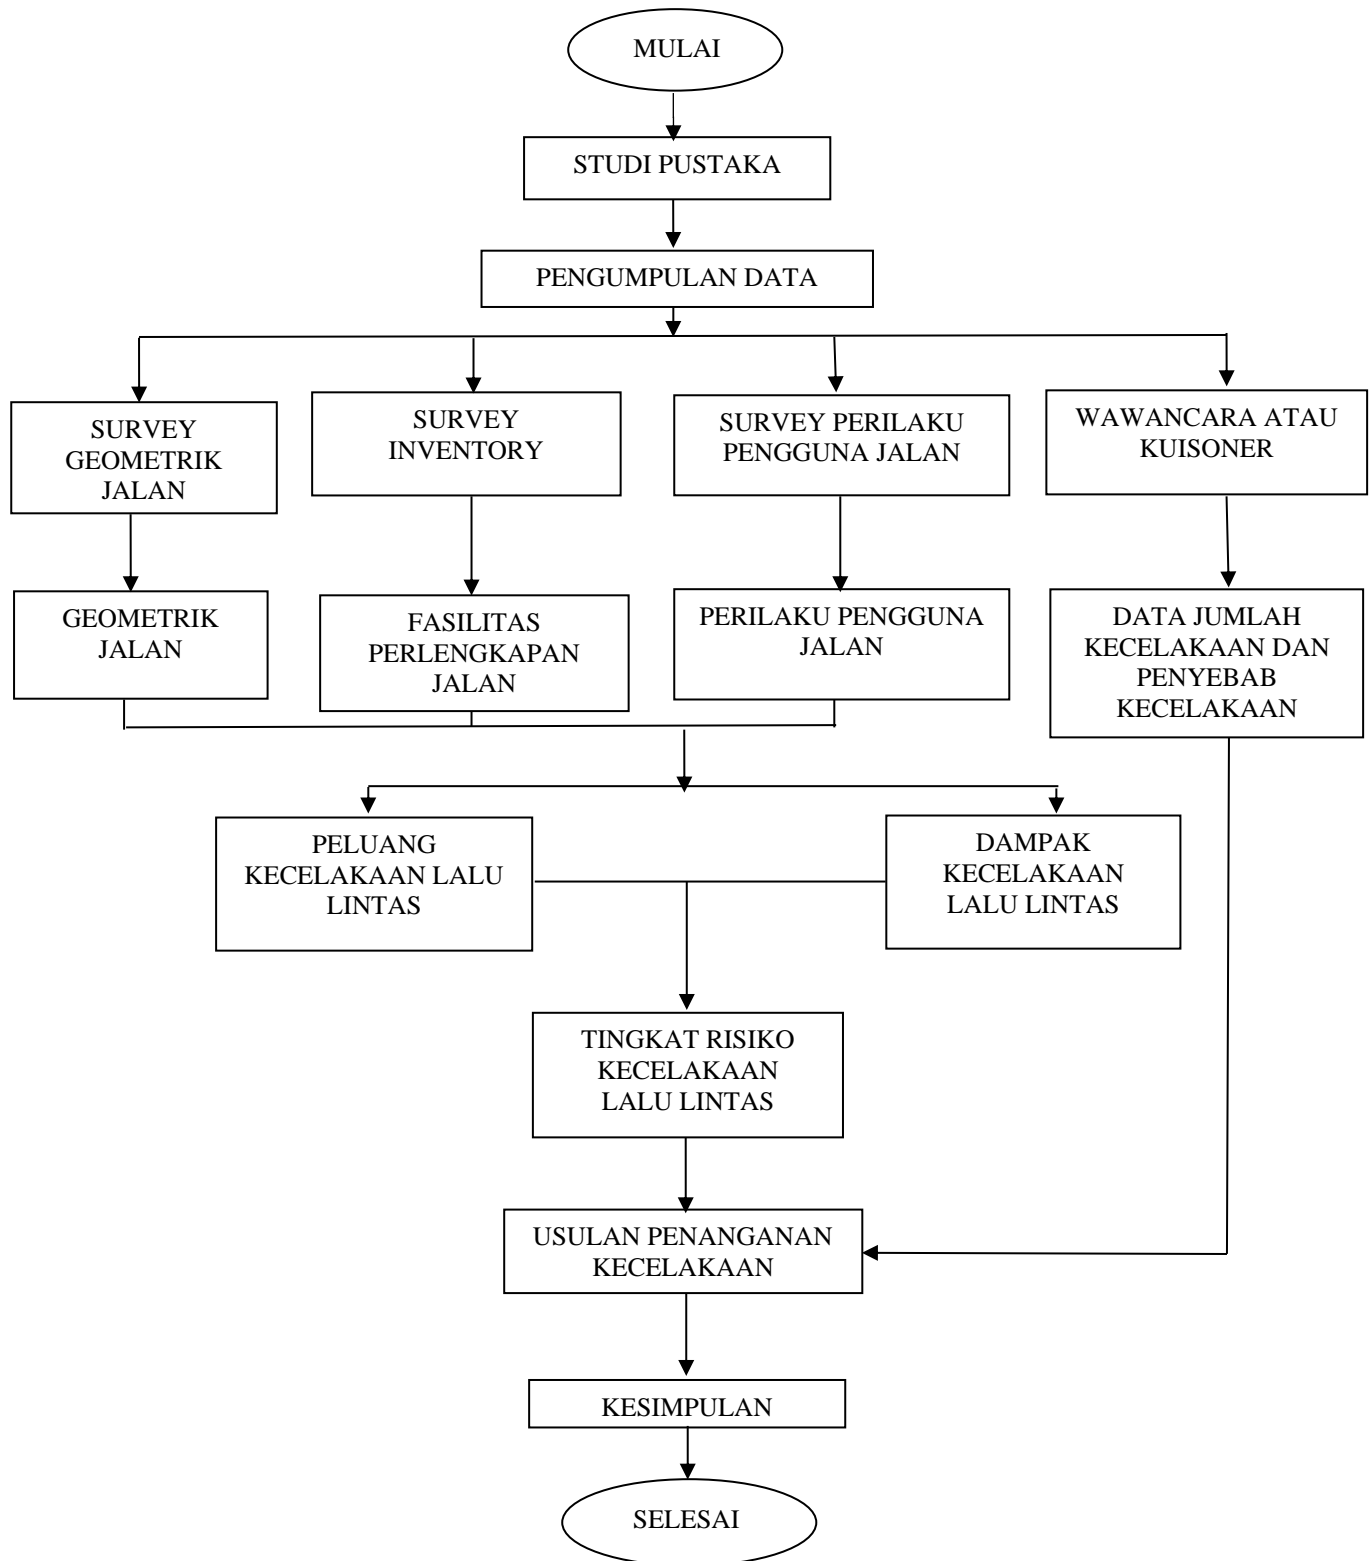 MULAI
STUDI PUSTAKA
PENGUMPULAN DATA
SURVEY
GEOMETRIK
JALAN
SURVEY
INVENTORY
SURVEY PERILAKU
PENGGUNA JALAN
WAWANCARA ATAU
KUISONER
GEOMETRIK
JALAN
FASILITAS
PERLENGKAPAN
JALAN
PERILAKU PENGGUNA
JALAN
DATA JUMLAH
KECELAKAAN DAN
PENYEBAB
KECELAKAAN
PELUANG
KECELAKAAN LALU
LINTAS
DAMPAK
KECELAKAAN
LALU LINTAS
TINGKAT RISIKO
KECELAKAAN
LALU LINTAS
USULAN PENANGANAN
KECELAKAAN
KESIMPULAN
SELESAI